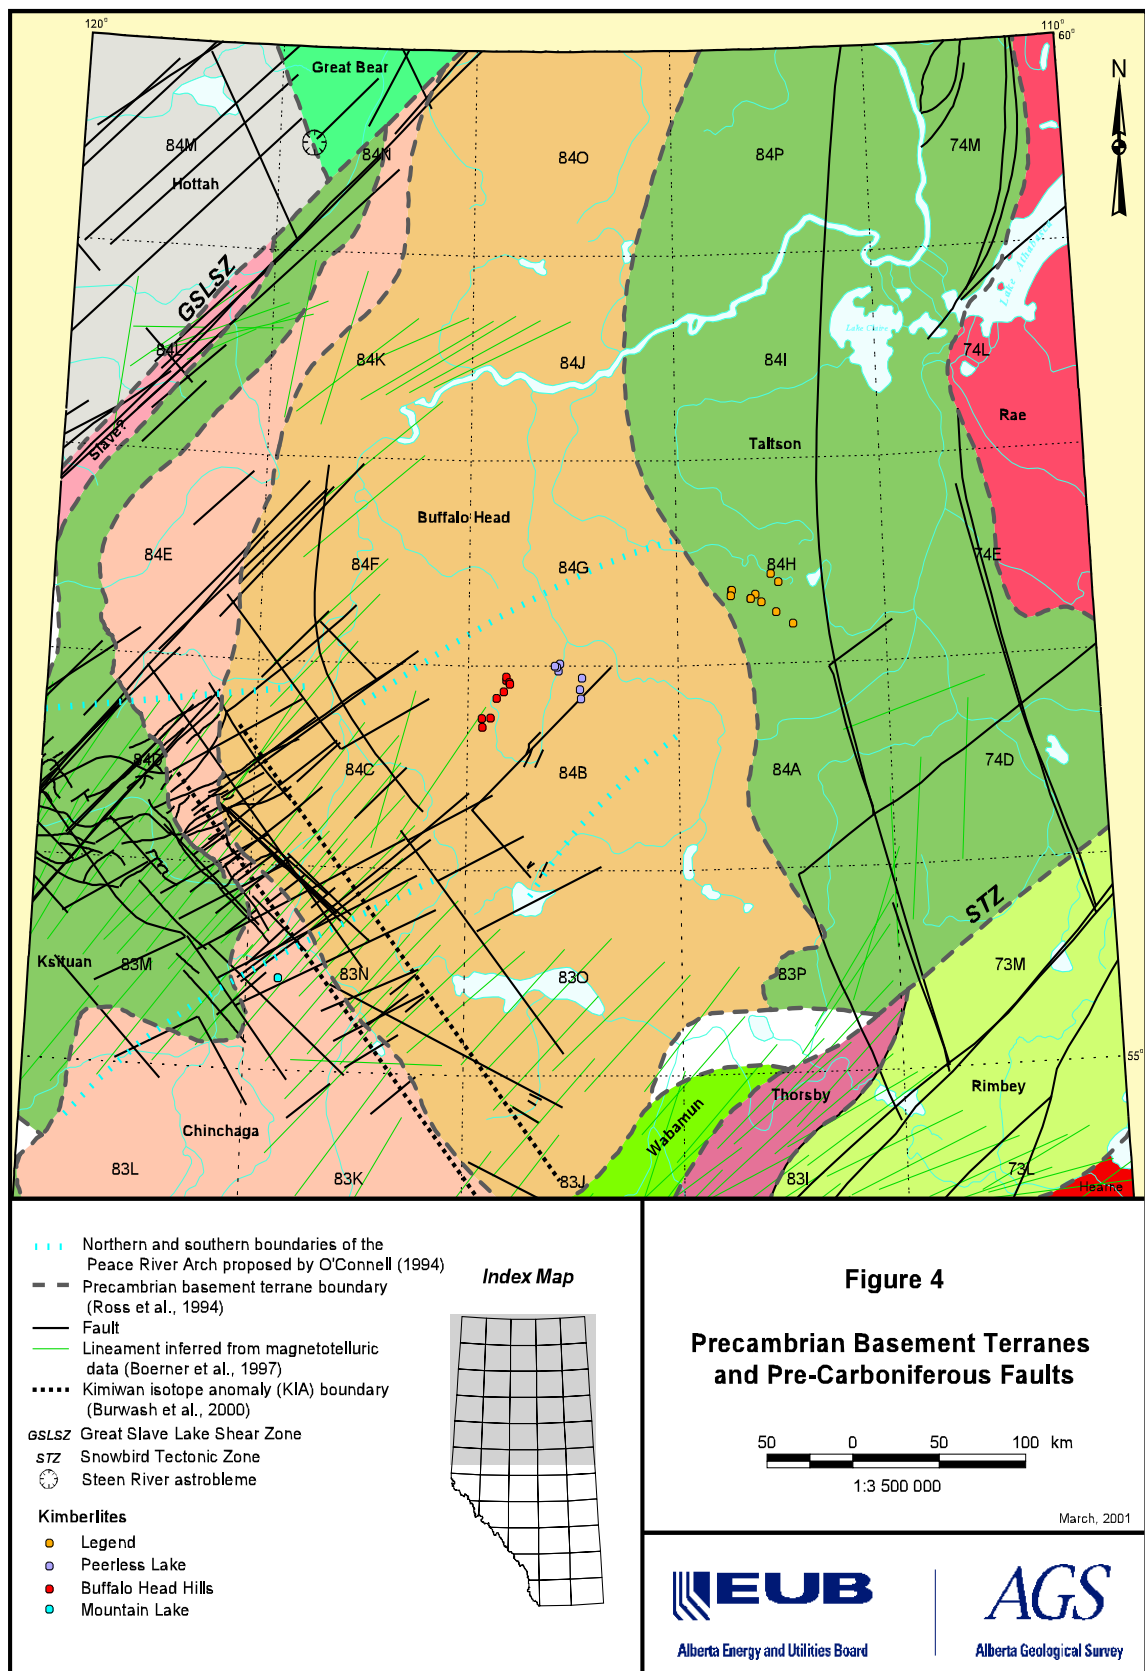 120°
110°
60°
Great Bear
N
84M
84N
84O
84P
74M
Hottah
Lake Athabasca
GSLSZ
Lake Claire
84L
84K
84J
84I
74L
Slave?
Rae
Taltson
Buffalo Head
84E
84F
84G
84H
74E
84D
84C
84B
84A
74D
STZ
Ksituan
83M
83N
83O
83P
73M
55°
Rimbey
Thorsby
Wabamun
Chinchaga
83L
83K
83J
83I
73L
Hearne
Northern and southern boundaries of the
Peace River Arch proposed by O'Connell (1994)
Precambrian basement terrane boundary
(Ross et al., 1994)
Fault
Lineament inferred from magnetotelluric
data (Boerner et al., 1997)
Kimiwan isotope anomaly (KIA) boundary
(Burwash et al., 2000)
GSLSZ Great Slave Lake Shear Zone
STZ Snowbird Tectonic Zone
Steen River astrobleme
Kimberlites
Legend
Peerless Lake
Buffalo Head Hills
Mountain Lake
Index Map
Figure 4
Precambrian Basement Terranes
and Pre-Carboniferous Faults
50 0 50 100 km
1:3 500 000
March, 2001
EUB
Alberta Energy and Utilities Board
AGS
Alberta Geological Survey